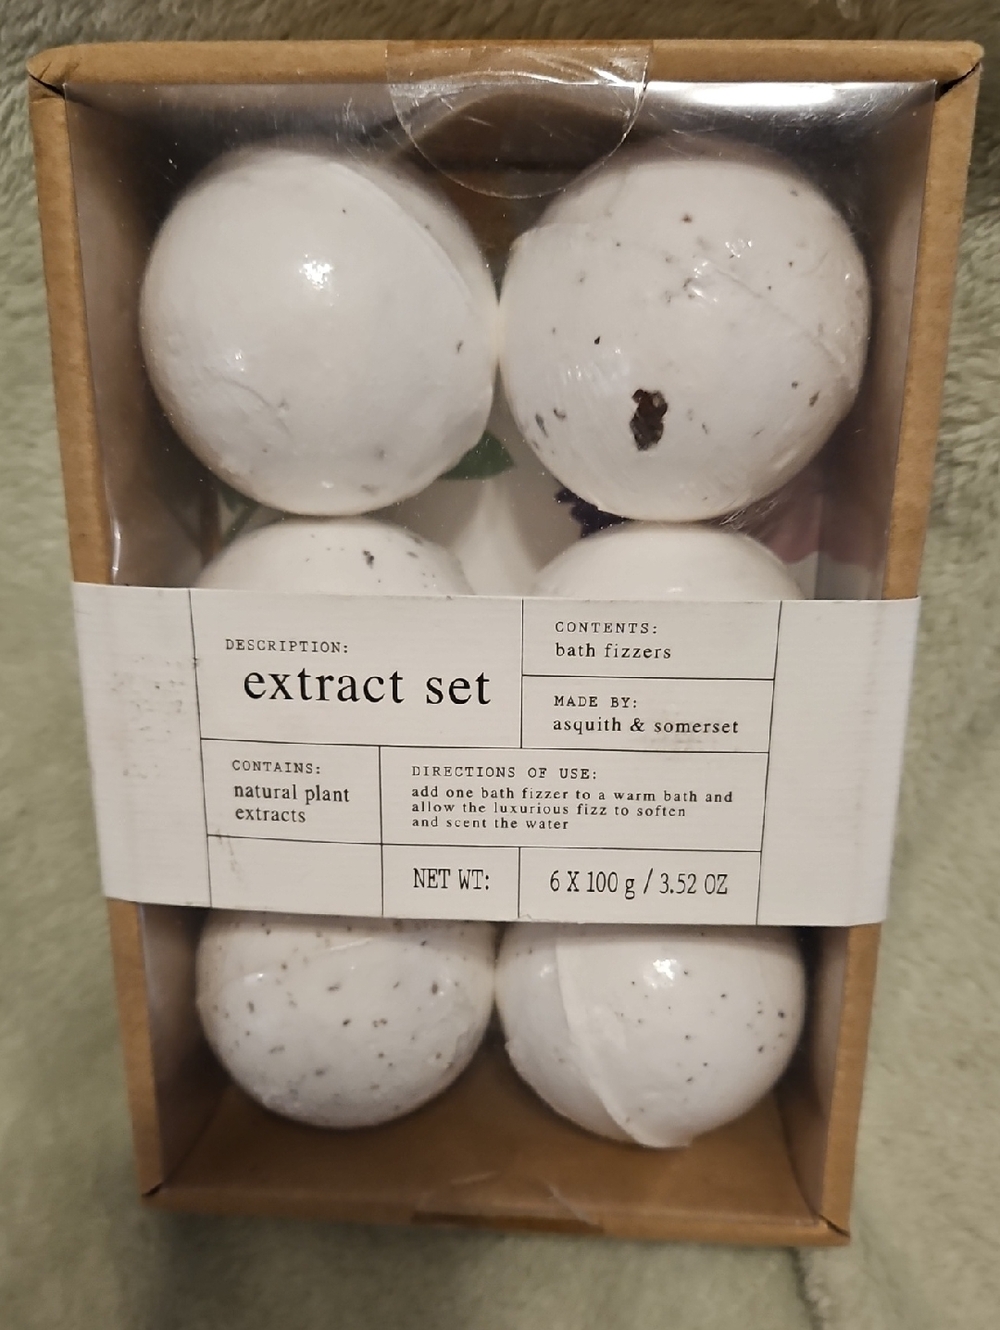 DESCRIPTION:
extract set
CONTENTS:
bath fizzers
MADE BY:
asquith & somerset
CONTAINS:
natural plant
extracts
DIRECTIONS OF USE:
add one bath fizzer to a warm bath and
allow the luxurious fizz to soften
and scent the water
NET WT:
6 X 100 g / 3.52 OZ